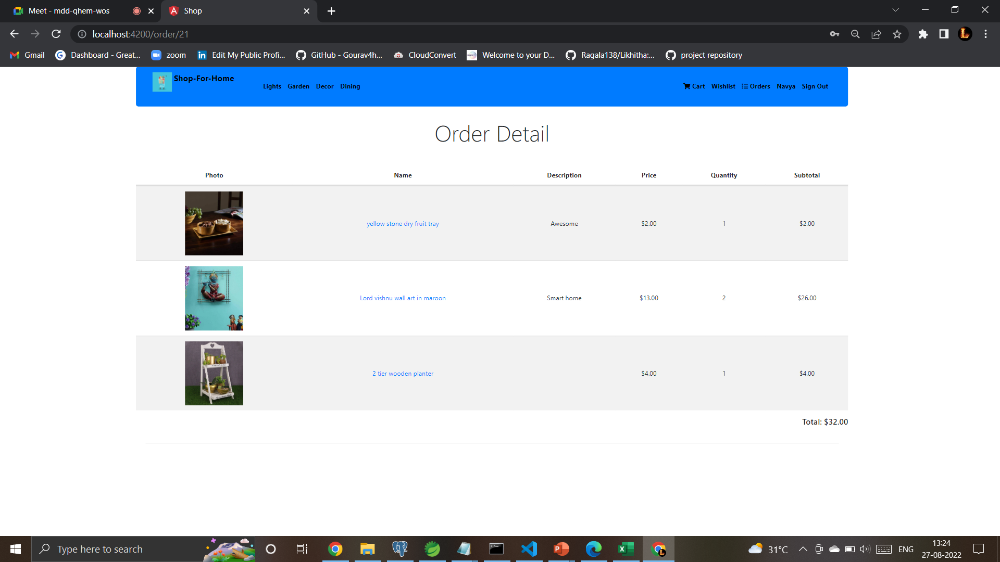 Meet - mdd-qhem-wos
Shop
localhost:4200/order/21
Gmail
Dashboard - Great...
zoom
Edit My Public Profi...
GitHub - Gourav4h...
CloudConvert
Welcome to your D...
Ragala138/Likhitha:...
project repository
Shop-For-Home
Lights Garden Decor Dining
Cart Wishlist Orders Navya Sign Out
Order Detail
Photo Name Description Price Quantity Subtotal
yellow stone dry fruit tray Awesome $2.00 1 $2.00
Lord vishnu wall art in maroon Smart home $13.00 2 $26.00
2 tier wooden planter $4.00 1 $4.00
Total: $32.00
Type here to search
31°C
ENG
13:24
27-08-2022